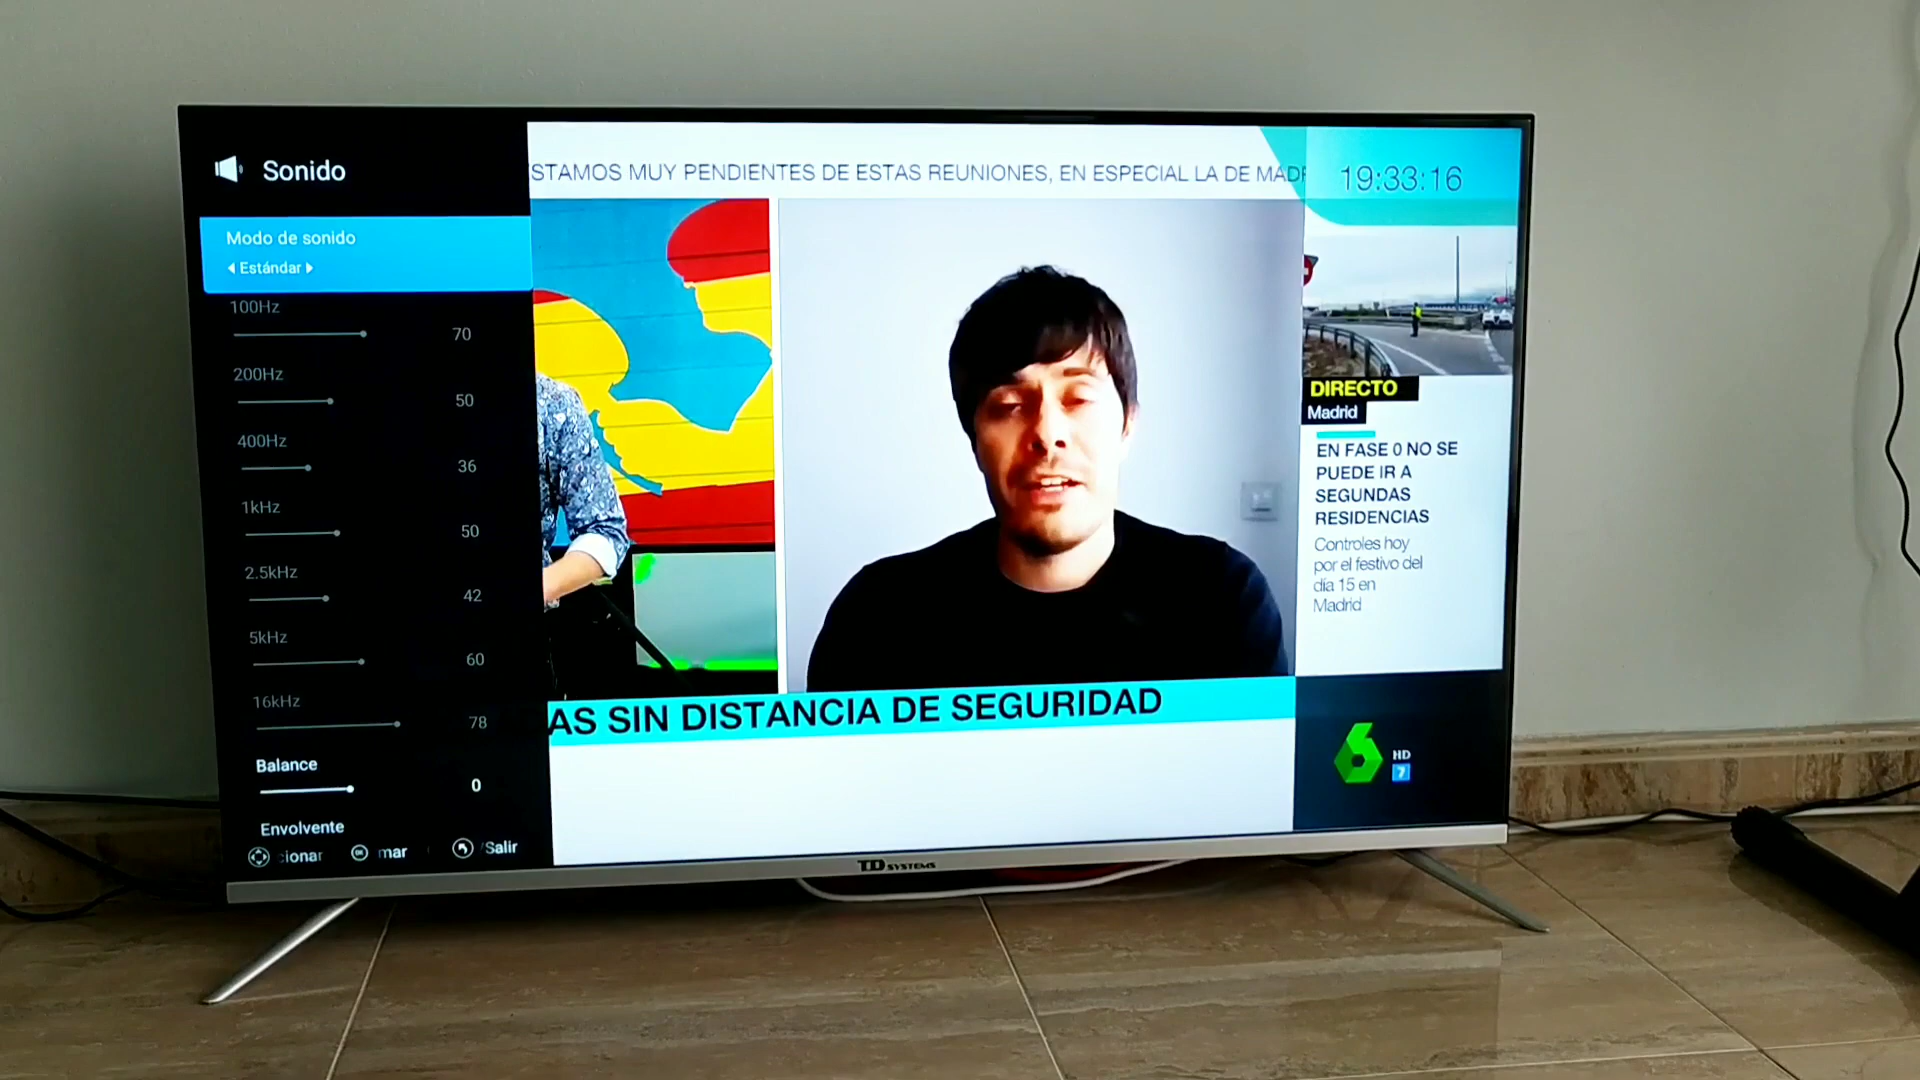 Sonido
Modo de sonido
Estándar
100Hz
70
200Hz
50
400Hz
36
1kHz
50
2.5kHz
42
5kHz
60
16kHz
78
Balance
0
Envolvente
cionar
mar
Salir
STAMOS MUY PENDIENTES DE ESTAS REUNIONES, EN ESPECIAL LA DE MADR
19:33:16
DIRECTO
Madrid
EN FASE 0 NO SE
PUEDE IR A
SEGUNDAS
RESIDENCIAS
Controles hoy
por el festivo del
día 15 en
Madrid
AS SIN DISTANCIA DE SEGURIDAD
6
HD
7
TD SYSTEMS